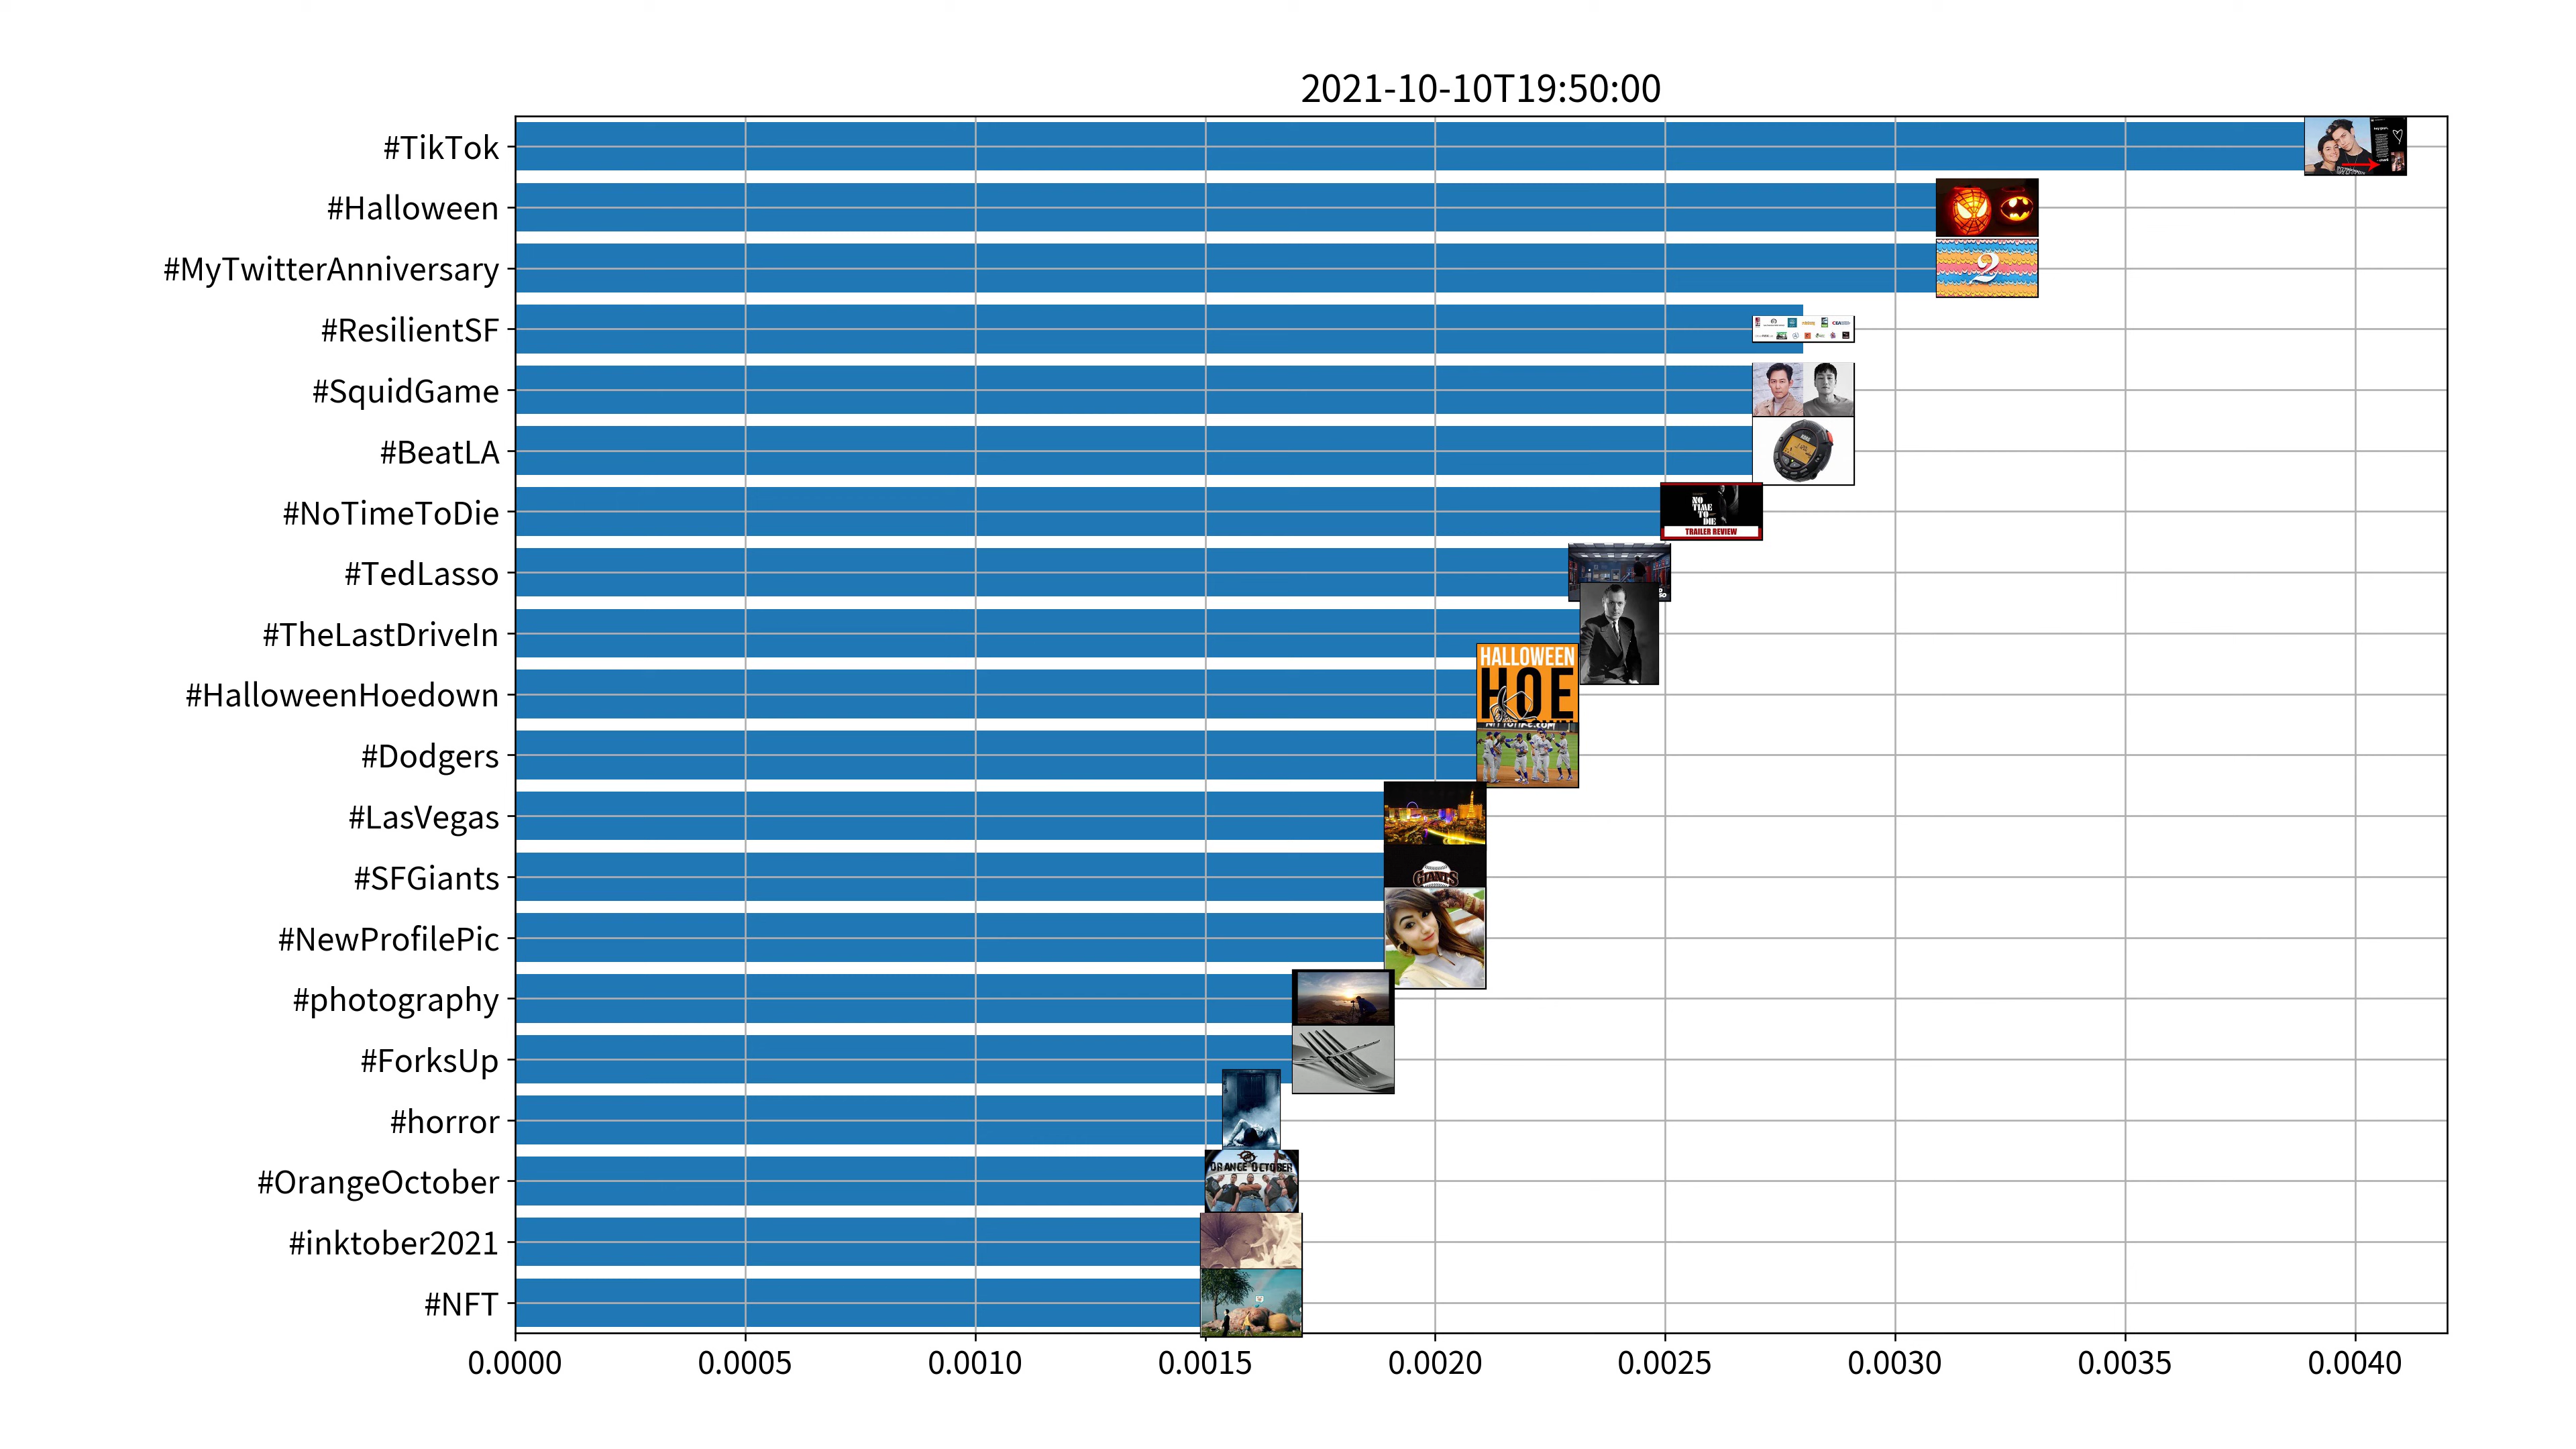 2021-10-10T19:50:00
#TikTok
#Halloween
#MyTwitterAnniversary
2
#ResilientSF
#SquidGame
#BeatLA
#NoTimeToDie
NO
TIME
TO
DIE
TRAILER REVIEW
#TedLasso
#TheLastDriveIn
#HalloweenHoedown
HALLOWEEN
HOE
#Dodgers
#LasVegas
#SFGiants
GIANTS
#NewProfilePic
#photography
#ForksUp
#horror
#OrangeOctober
ORANGE OCTOBER
#inktober2021
#NFT
0.0000 0.0005 0.0010 0.0015 0.0020 0.0025 0.0030 0.0035 0.0040